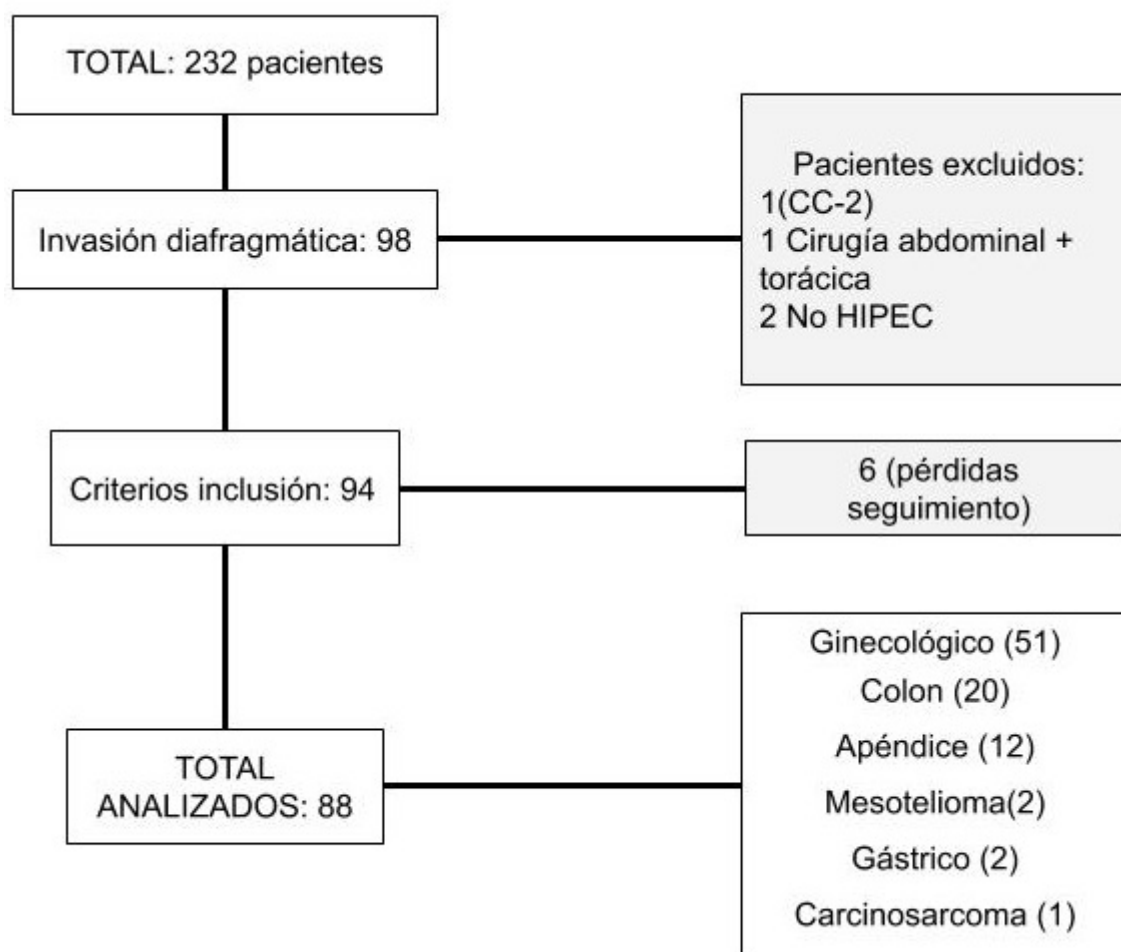 TOTAL: 232 pacientes
Invasión diafragmática: 98
Pacientes excluidos:
1(CC-2)
1 Cirugía abdominal +
torácica
2 No HIPEC
Criterios inclusión: 94
6 (pérdidas
seguimiento)
TOTAL
ANALIZADOS: 88
Ginecológico (51)
Colon (20)
Apéndice (12)
Mesotelioma(2)
Gástrico (2)
Carcinosarcoma (1)